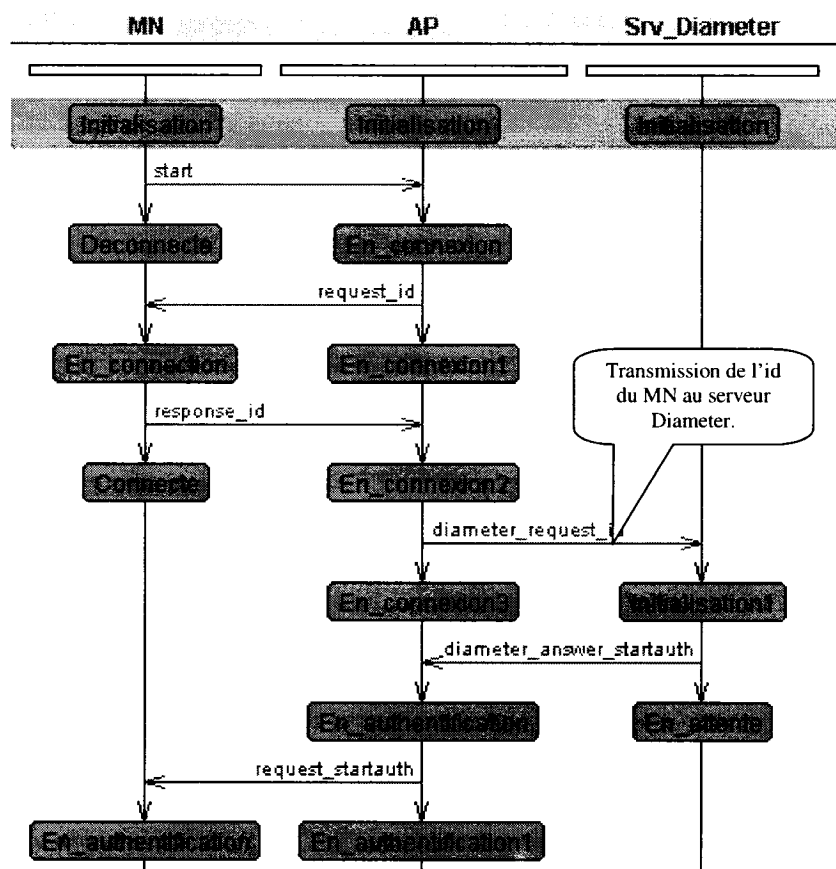 MN AP Srv_Diameter
Initialisation Initialisation Initialisation
start
Deconnecte En_connexion
request_id
En_connection En_connexion1
Transmission de l'id
du MN au serveur
Diameter.
response_id
Connecte En_connexion2
diameter_request_id
En_connexion3 Initialisation1
diameter_answer_startauth
En_authentification En_attente
request_startauth
En_authentification En_authentification1